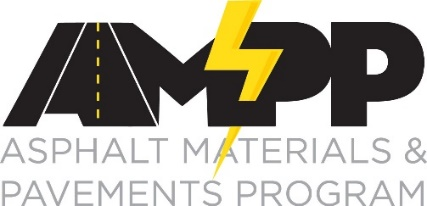 AMPP
ASPHALT MATERIALS &
PAVEMENTS PROGRAM